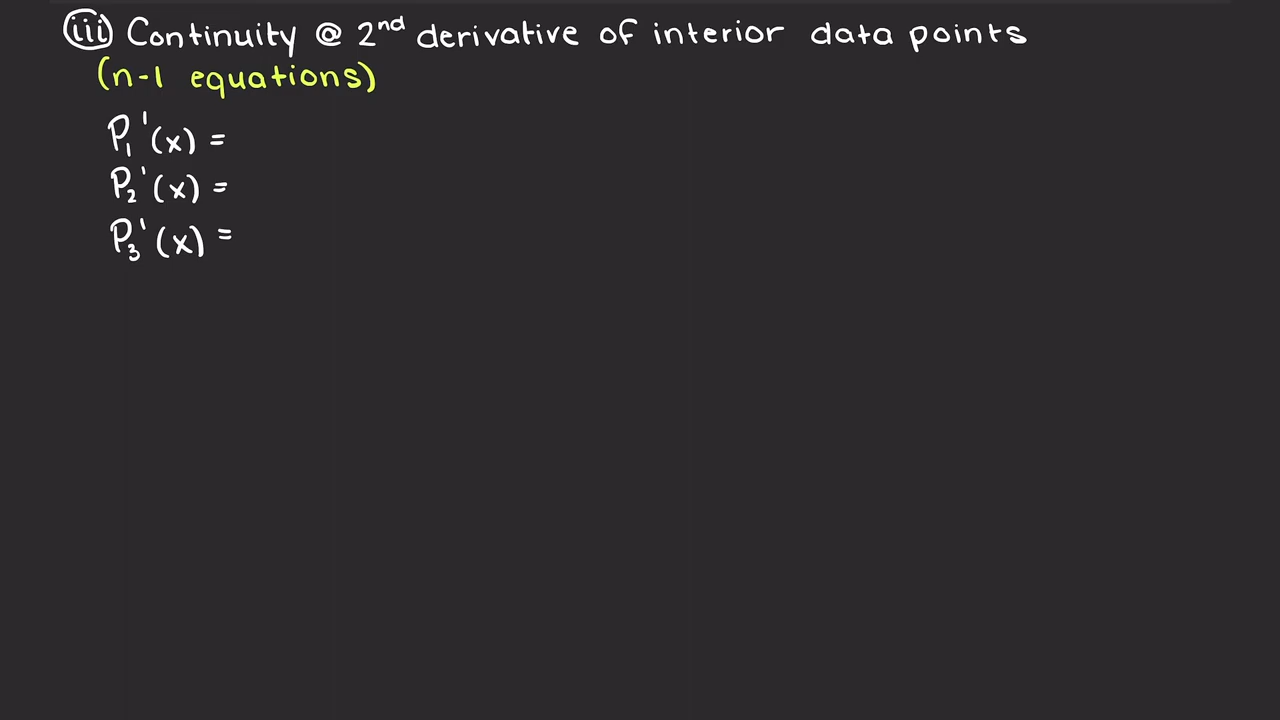 iii) Continuity @ 2nd derivative of interior data points
(n-1 equations)
P₁'(x) =
P₂'(x) =
P₃'(x) =